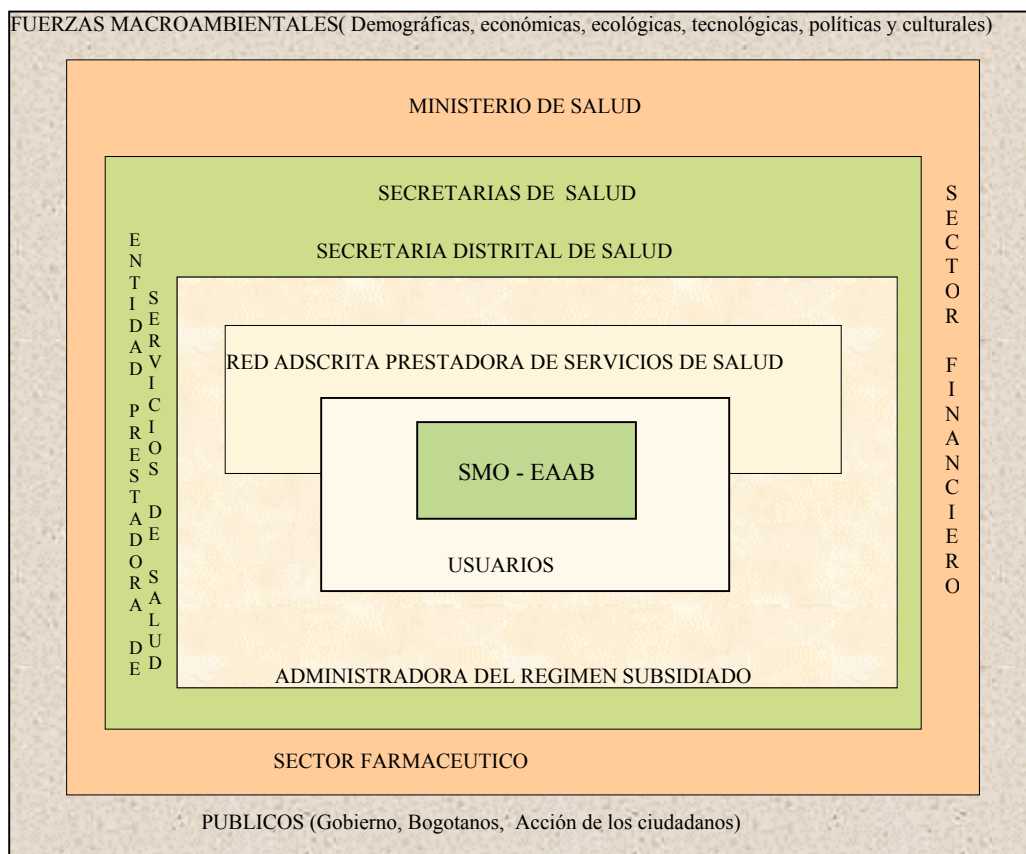 FUERZAS MACROAMBIENTALES( Demográficas, económicas, ecológicas, tecnológicas, políticas y culturales)
MINISTERIO DE SALUD
SECRETARIAS DE SALUD
SECRETARIA DISTRITAL DE SALUD
ENTIDAD PRESTADORA DE
SERVICIOS DE SALUD
SECTOR FINANCIERO
RED ADSCRITA PRESTADORA DE SERVICIOS DE SALUD
SMO - EAAB
USUARIOS
ADMINISTRADORA DEL REGIMEN SUBSIDIADO
SECTOR FARMACEUTICO
PUBLICOS (Gobierno, Bogotanos, Acción de los ciudadanos)